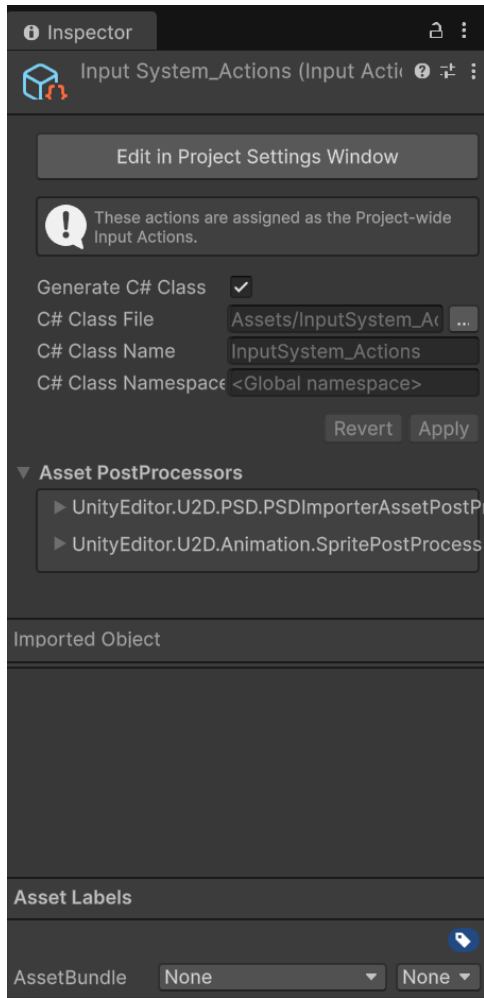 Inspector
Input System_Actions (Input Acti
Edit in Project Settings Window
These actions are assigned as the Project-wide
Input Actions.
Generate C# Class
C# Class File Assets/InputSystem_Ac ...
C# Class Name InputSystem_Actions
C# Class Namespace <Global namespace>
Revert Apply
Asset PostProcessors
UnityEditor.U2D.PSD.PSDImporterAssetPostPr
UnityEditor.U2D.Animation.SpritePostProcess
Imported Object
Asset Labels
AssetBundle None None